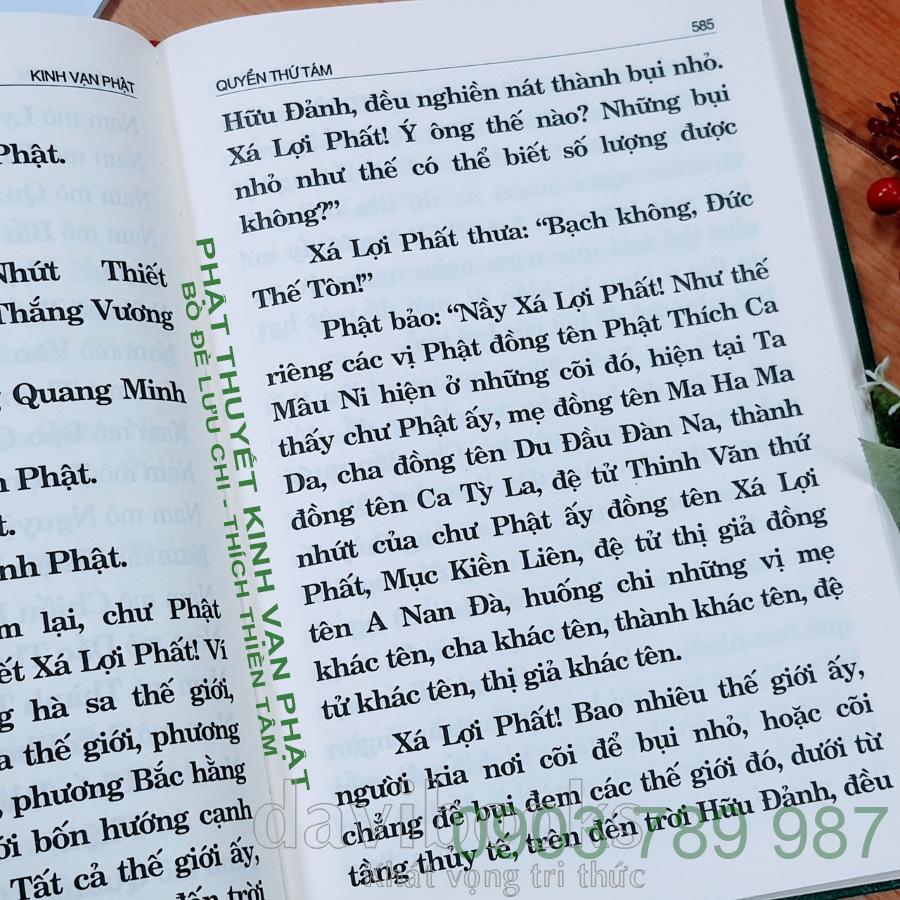 KINH VẠN PHẬT
Phật.
Nhứt Thiết
Thắng Vương
Quang Minh
Phật.
Phật.
lại, chư Phật
Xá Lợi Phất! Ví
hà sa thế giới,
thế giới, phương
phương Bắc hằng
bốn hướng cạnh
Tất cả thế giới ấy,
trời
585
QUYỂN THỨ TÁM
Hữu Đảnh, đều nghiền nát thành bụi nhỏ.
Xá Lợi Phất! Ý ông thế nào? Những bụi
nhỏ như thế có thể biết số lượng được
không?”
Xá Lợi Phất thưa: “Bạch không, Đức
Thế Tôn!”
Phật bảo: “Nầy Xá Lợi Phất! Như thế
riêng các vị Phật đồng tên Phật Thích Ca
Mâu Ni hiện ở những cõi đó, hiện tại Ta
thấy chư Phật ấy, mẹ đồng tên Ma Ha Ma
Da, cha đồng tên Du Đầu Đàn Na, thành
đồng tên Ca Tỳ La, đệ tử Thinh Văn thứ
nhứt của chư Phật ấy đồng tên Xá Lợi
Phất, Mục Kiền Liên, đệ tử thị giả đồng
tên A Nan Đà, huống chi những vị mẹ
khác tên, cha khác tên, thành khác tên, đệ
tử khác tên, thị giả khác tên.
Xá Lợi Phất! Bao nhiêu thế giới ấy,
người kia nơi cõi để bụi nhỏ, hoặc cõi
chẳng để bụi đem các thế giới đó, dưới từ
tầng thủy tề, trên đến trời Hữu Đảnh, đều
PHẬT THUYẾT KINH VẠN PHẬT
BỒ ĐỀ LƯU CHI - THÍCH THIỀN TÂM
davibooks
0903 789 987
Khát vọng tri thức